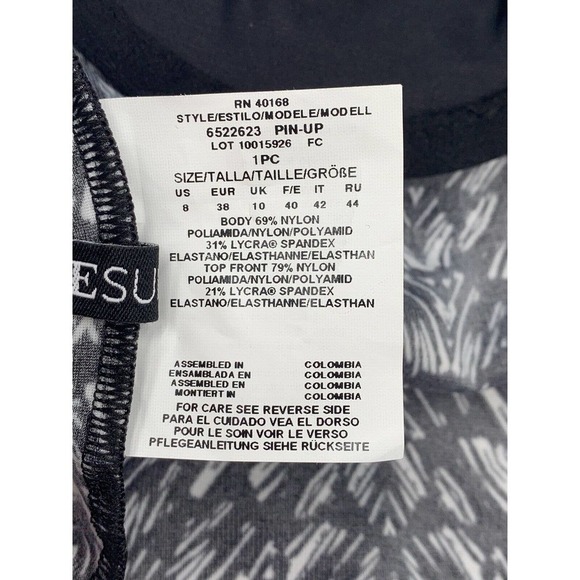 RN 40168
STYLE/ESTILO/MODELE/MODELL
6522623 PIN-UP
LOT 10015926 FC
1PC
SIZE/TALLA/TAILLE/GRÖßE
US EUR UK F/E IT RU
8 38 10 40 42 44
BODY 69% NYLON
POLIAMIDA/NYLON/POLYAMID
31% LYCRA® SPANDEX
ELASTANO/ELASTHANNE/ELASTHAN
TOP FRONT 79% NYLON
POLIAMIDA/NYLON/POLYAMID
21% LYCRA® SPANDEX
ELASTANO/ELASTHANNE/ELASTHAN
ASSEMBLED IN COLOMBIA
ENSAMBLADA EN COLOMBIA
ASSEMBLÉ EN COLOMBIA
MONTIERT IN COLOMBIA
FOR CARE SEE REVERSE SIDE
PARA EL CUIDADO VEA EL DORSO
POUR LE SOIN VOIR LE VERSO
PFLEGEANLEITUNG SIEHE RÜCKSEITE
ESU